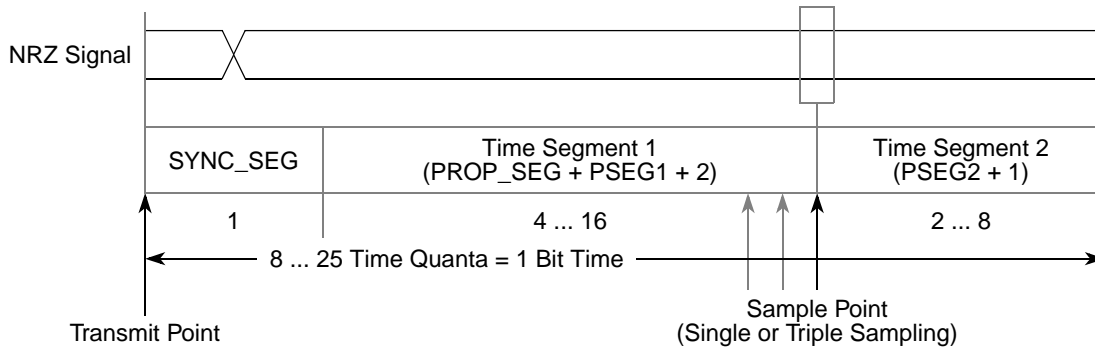 NRZ Signal
SYNC_SEG
Time Segment 1
(PROP_SEG + PSEG1 + 2)
Time Segment 2
(PSEG2 + 1)
1
4 ... 16
2 ... 8
8 ... 25 Time Quanta = 1 Bit Time
Transmit Point
Sample Point
(Single or Triple Sampling)